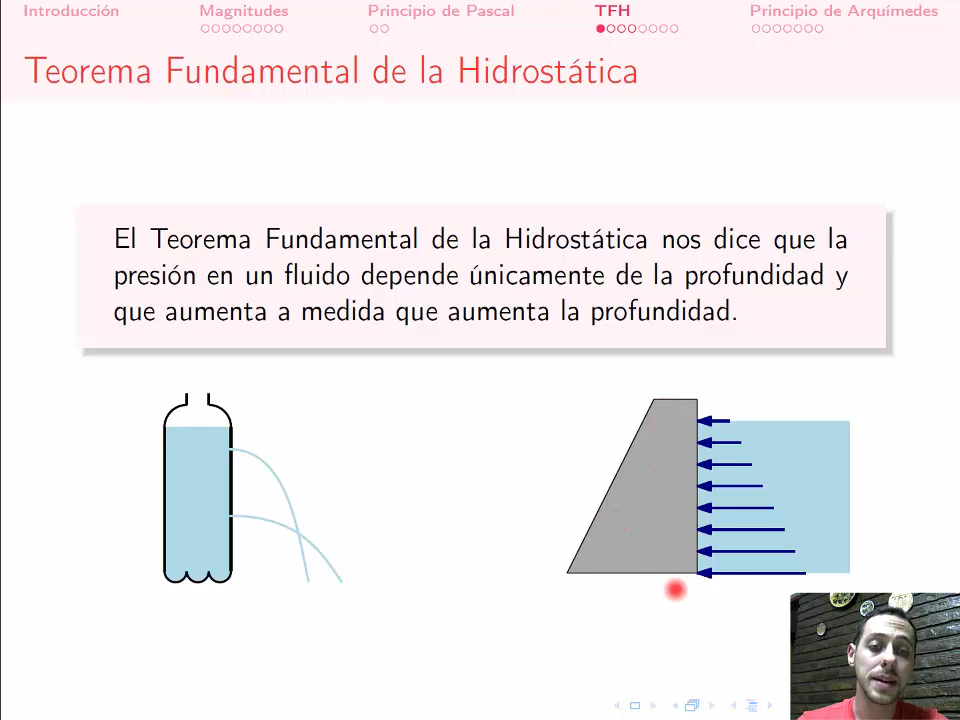 Introducción
Magnitudes
Principio de Pascal
TFH
Principio de Arquímedes
Teorema Fundamental de la Hidrostática
El Teorema Fundamental de la Hidrostática nos dice que la
presión en un fluido depende únicamente de la profundidad y
que aumenta a medida que aumenta la profundidad.